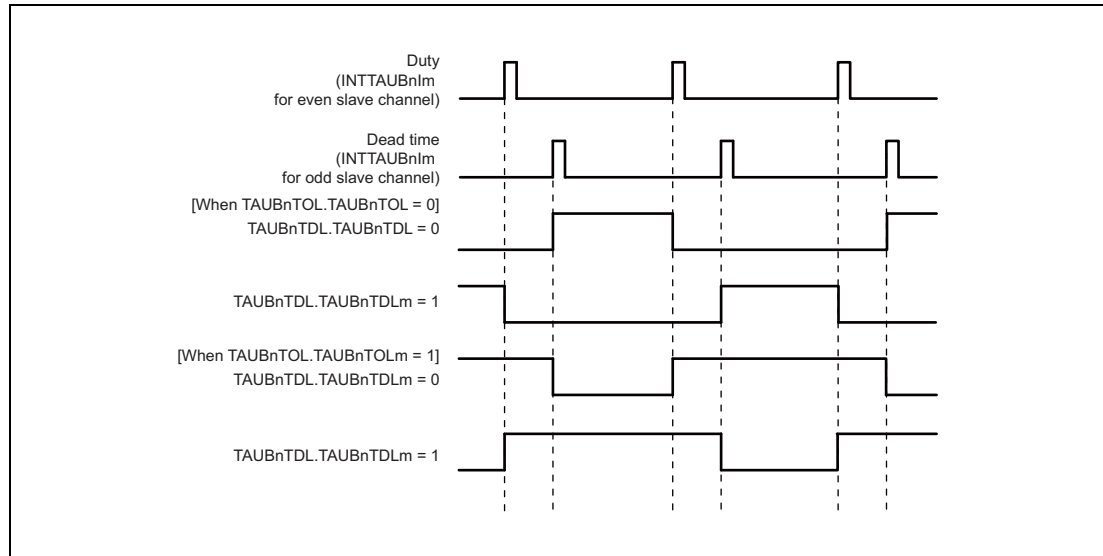 Duty
(INTTAUBnIm
for even slave channel)
Dead time
(INTTAUBnIm
for odd slave channel)
[When TAUBnTOL.TAUBnTOL = 0]
TAUBnTDL.TAUBnTDL = 0
TAUBnTDL.TAUBnTDLm = 1
[When TAUBnTOL.TAUBnTOLm = 1]
TAUBnTDL.TAUBnTDLm = 0
TAUBnTDL.TAUBnTDLm = 1